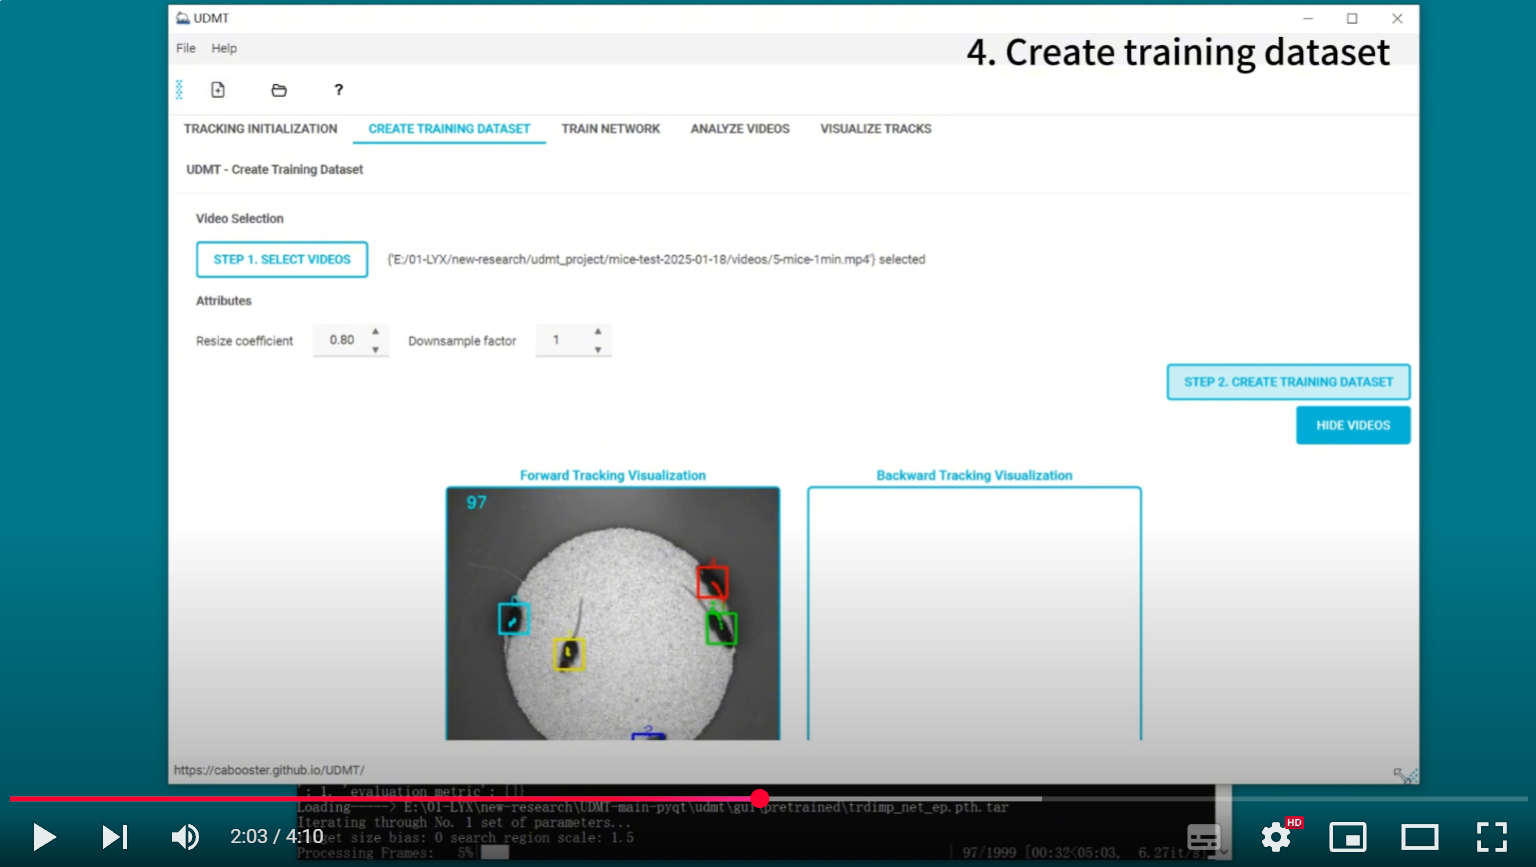 UDMT
File Help
4. Create training dataset
?
TRACKING INITIALIZATION CREATE TRAINING DATASET TRAIN NETWORK ANALYZE VIDEOS VISUALIZE TRACKS
UDMT - Create Training Dataset
Video Selection
STEP 1. SELECT VIDEOS {'E:/01-LYX/new-research/udmt_project/mice-test-2025-01-18/videos/5-mice-1min.mp4'} selected
Attributes
Resize coefficient 0.80 Downsample factor 1
STEP 2. CREATE TRAINING DATASET
HIDE VIDEOS
Forward Tracking Visualization Backward Tracking Visualization
97
2
https://cabooster.github.io/UDMT/
: 1, 'evaluation metric': []}
Loading-----> E:\01-LYX\new-research\UDMT-main-pyqt\udmt\gui\pretrained\trdimp_net_ep.pth.tar
Iterating through No. 1 set of parameters...
get size bias: 0 search region scale: 1.5
Processing Frames: 5% | 97/1999 [00:32<05:03, 6.27it/s]
2:03 / 4:10
HD